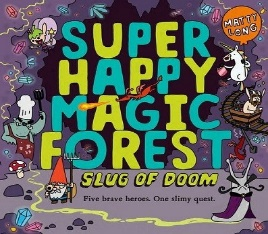 MATTY LONG
SUPER
HAPPY
MAGIC
FOREST
SLUG OF DOOM
Five brave heroes. One slimy quest.